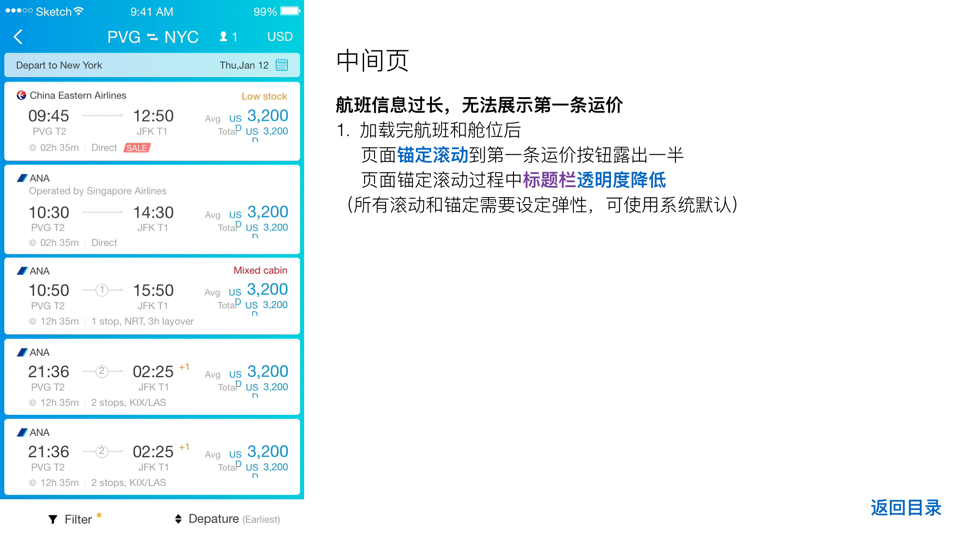 Sketch 9:41 AM 99%
PVG NYC 1 USD
Depart to New York Thu,Jan 12
China Eastern Airlines Low stock
09:45 12:50 Avg USD 3,200
PVG T2 JFK T1 Total USD 3,200
02h 35m Direct SALE
ANA
Operated by Singapore Airlines
10:30 14:30 Avg USD 3,200
PVG T2 JFK T1 Total USD 3,200
02h 35m Direct
ANA Mixed cabin
10:50 1 15:50 Avg USD 3,200
PVG T2 JFK T1 Total USD 3,200
12h 35m 1 stop, NRT, 3h layover
ANA
21:36 2 02:25 +1 Avg USD 3,200
PVG T2 JFK T1 Total USD 3,200
12h 35m 2 stops, KIX/LAS
ANA
21:36 2 02:25 +1 Avg USD 3,200
PVG T2 JFK T1 Total USD 3,200
12h 35m 2 stops, KIX/LAS
Filter Depature (Earliest)
中间页
航班信息过长，无法展示第一条运价
1. 加载完航班和舱位后
页面锚定滚动到第一条运价按钮露出一半
页面锚定滚动过程中标题栏透明度降低
（所有滚动和锚定需要设定弹性，可使用系统默认）
返回目录